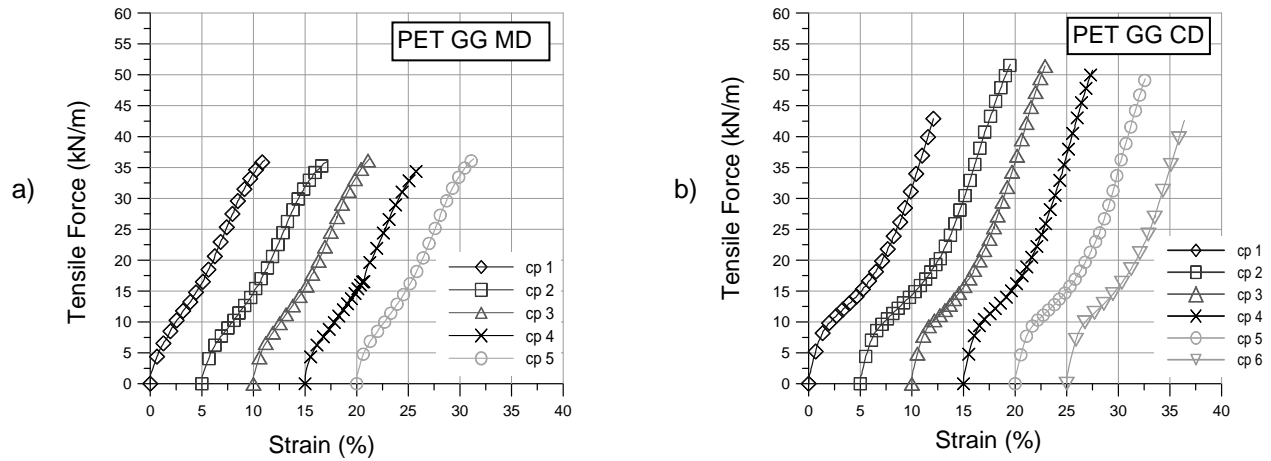 a)
PET GG MD
Tensile Force (kN/m)
60
55
50
45
40
35
30
25
20
15
10
5
0
0 5 10 15 20 25 30 35 40
Strain (%)
cp 1
cp 2
cp 3
cp 4
cp 5
b)
PET GG CD
Tensile Force (kN/m)
60
55
50
45
40
35
30
25
20
15
10
5
0
0 5 10 15 20 25 30 35 40
Strain (%)
cp 1
cp 2
cp 3
cp 4
cp 5
cp 6